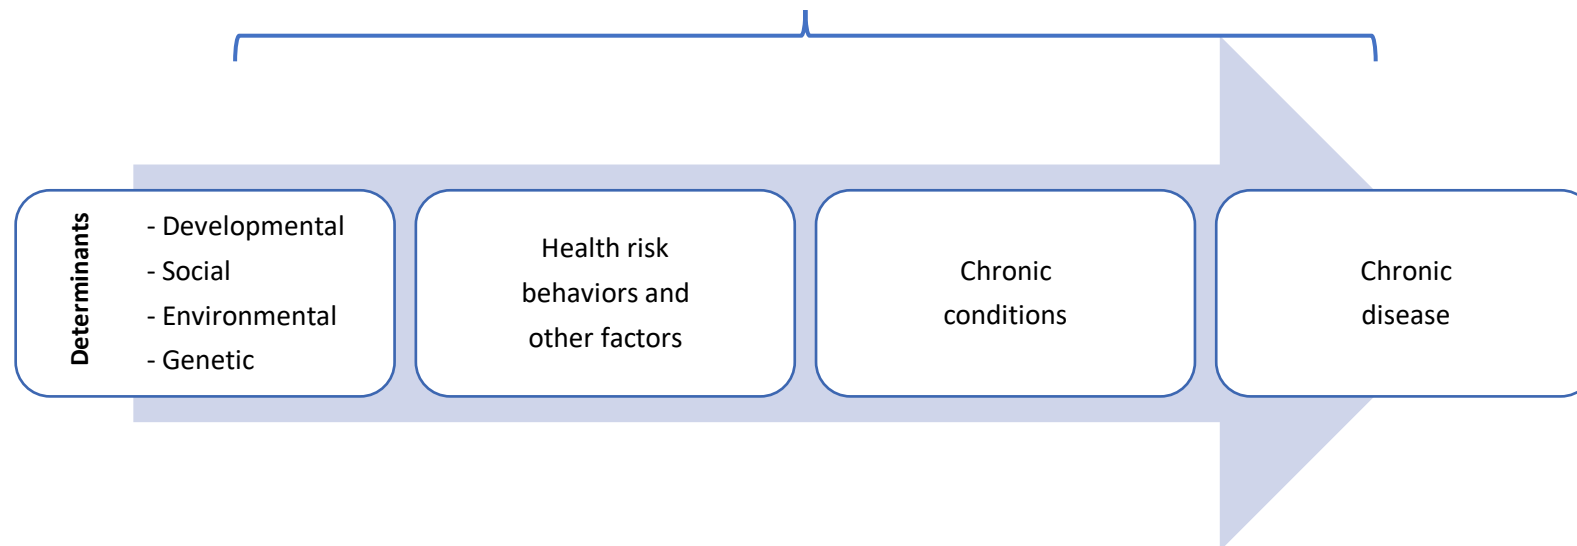 Determinants
- Developmental
- Social
- Environmental
- Genetic
Health risk
behaviors and
other factors
Chronic
conditions
Chronic
disease